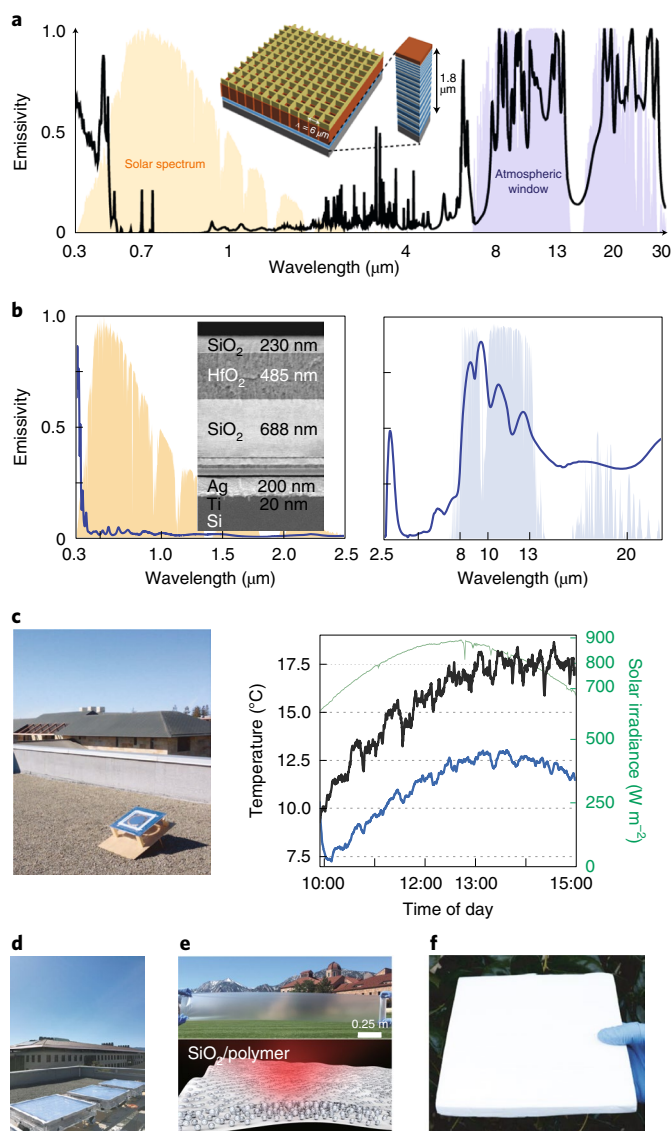 a
1.0
0.5
0
Emissivity
Solar spectrum
Λ = 6 μm
1.8
μm
Atmospheric
window
0.3 0.7 1 4 8 13 20 30
Wavelength (μm)
b
1.0
0.5
0
Emissivity
SiO2 230 nm
HfO2 485 nm
SiO2 688 nm
Ag 200 nm
Ti 20 nm
Si
0.3 1.0 1.5 2.5
Wavelength (μm)
2.5 8 10 13 20
Wavelength (μm)
c
17.5
15.0
12.5
10.0
7.5
Temperature (°C)
900
800
700
500
250
0
Solar irradiance
(W m−2)
10:00 12:00 13:00 15:00
Time of day
d
e
0.25 m
SiO2/polymer
f